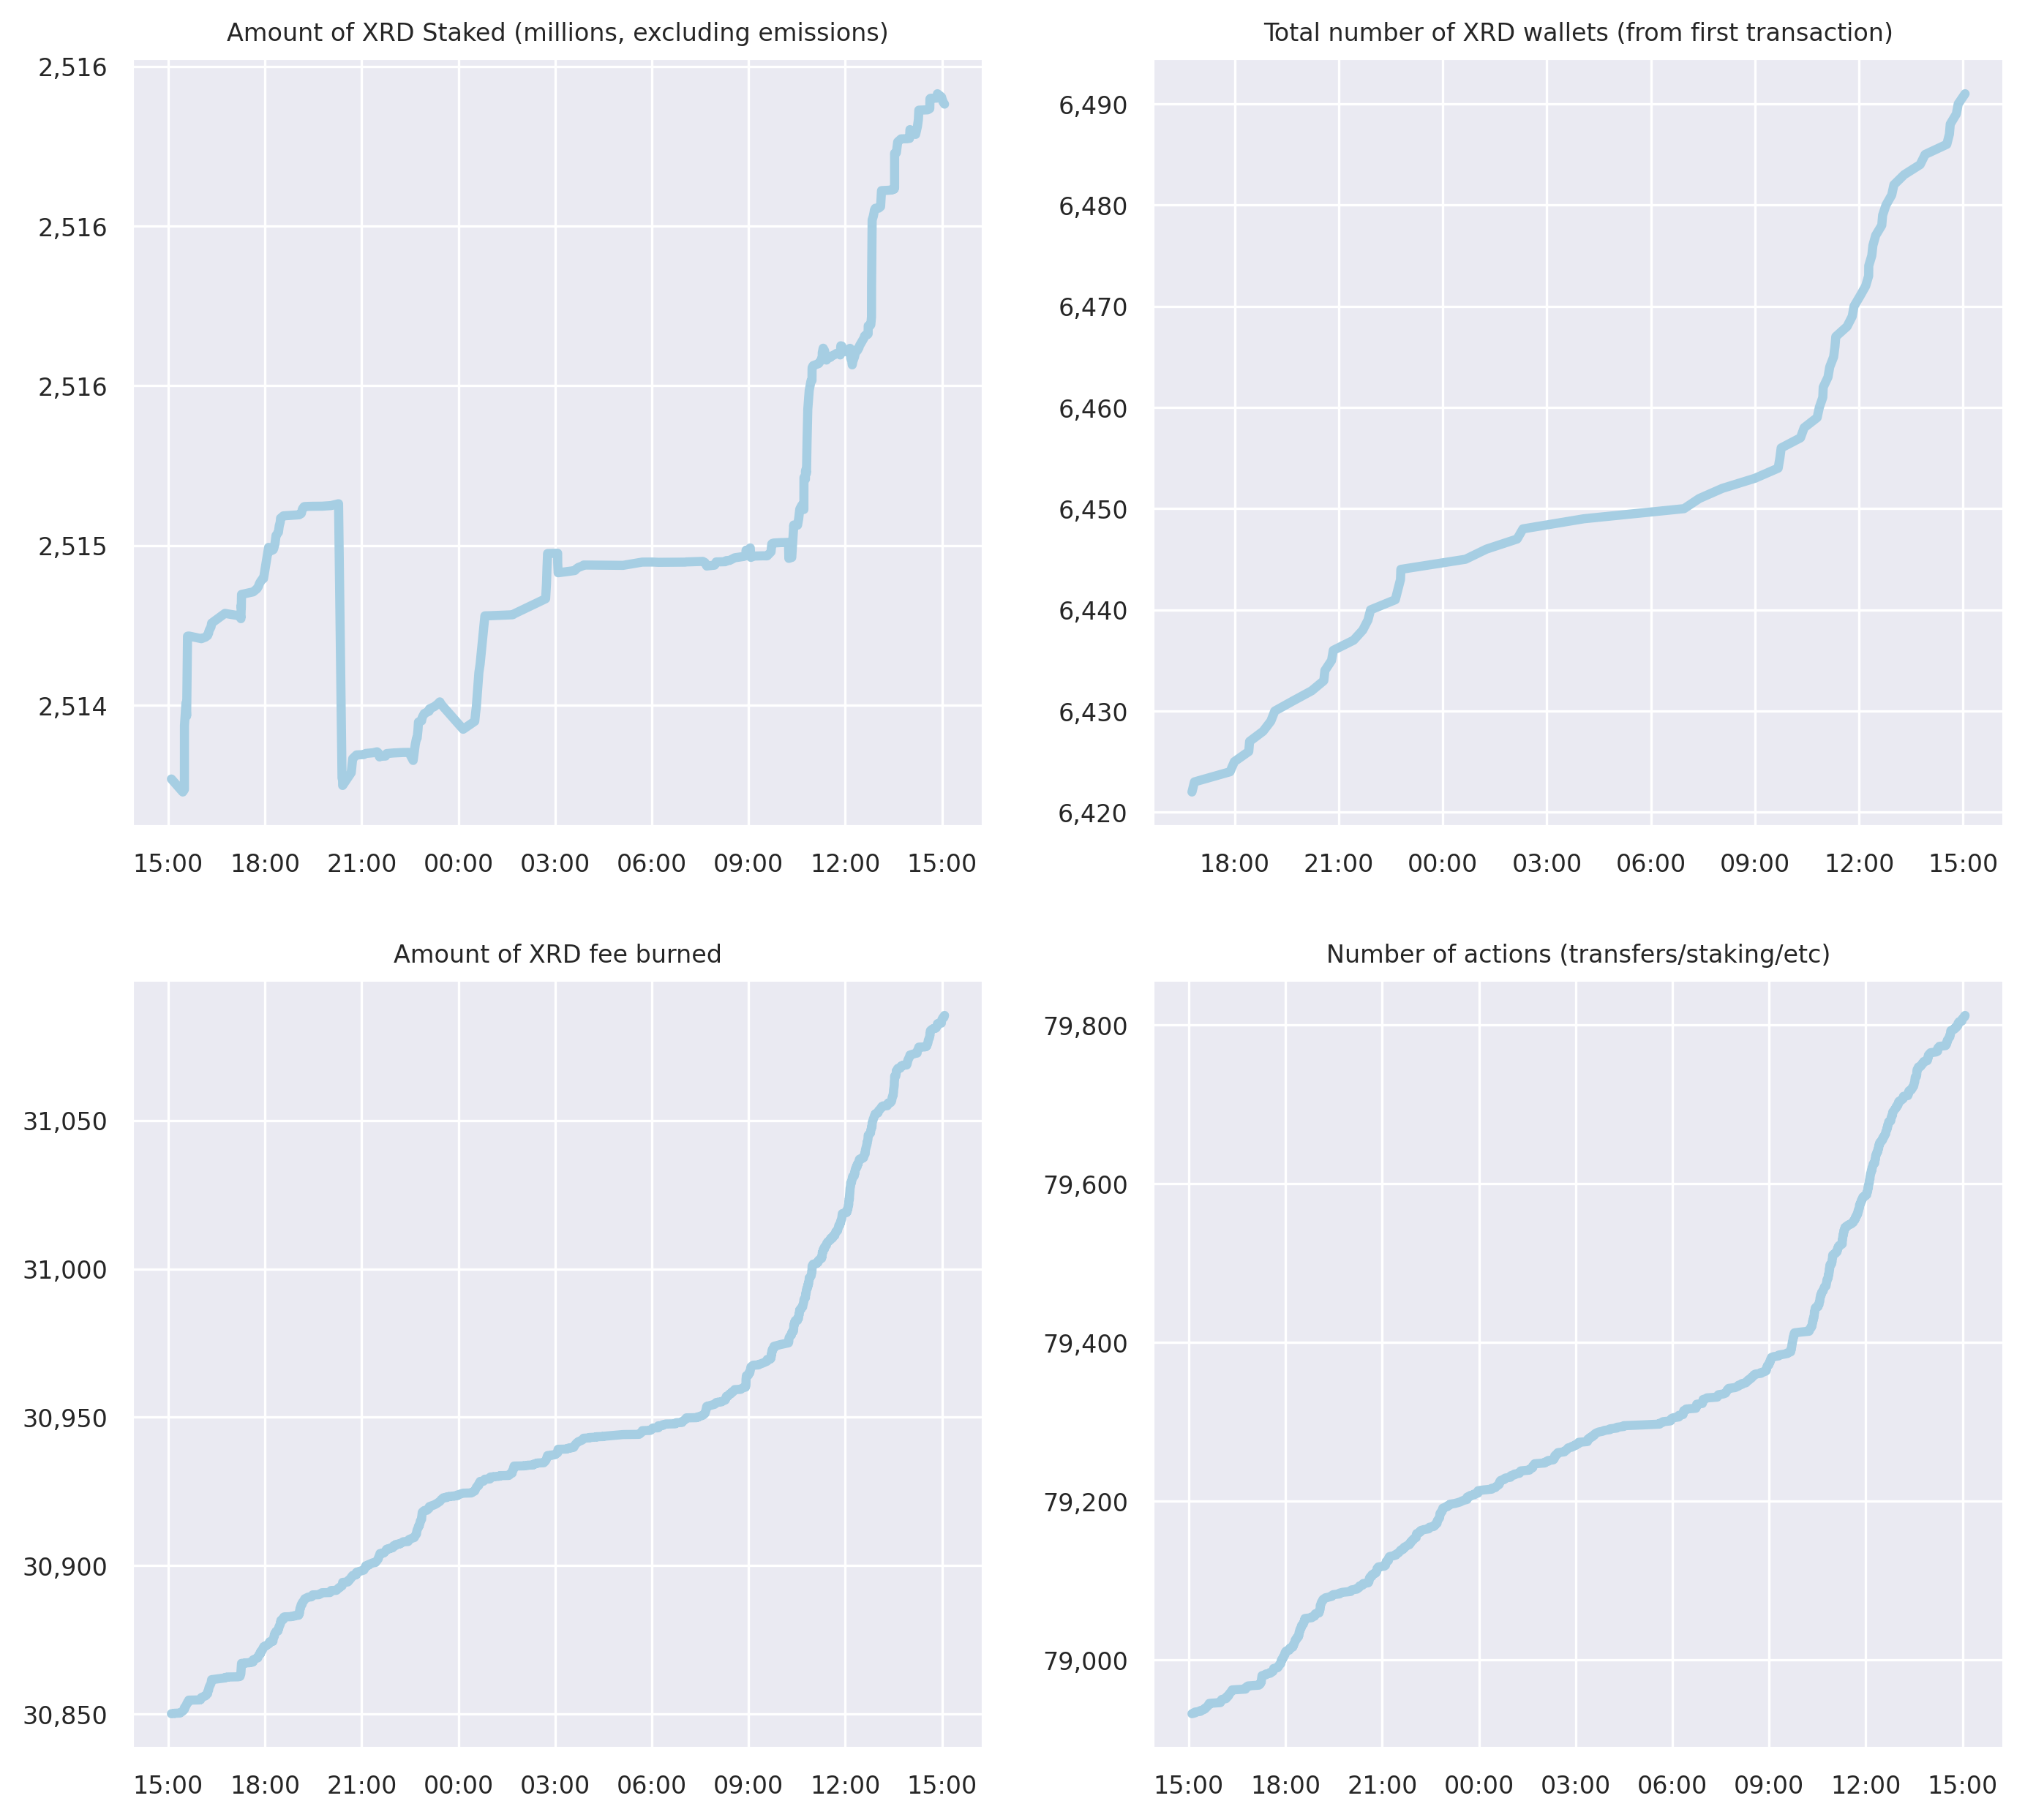 Amount of XRD Staked (millions, excluding emissions)
2,516
2,516
2,516
2,515
2,514
15:00 18:00 21:00 00:00 03:00 06:00 09:00 12:00 15:00
Total number of XRD wallets (from first transaction)
6,490
6,480
6,470
6,460
6,450
6,440
6,430
6,420
18:00 21:00 00:00 03:00 06:00 09:00 12:00 15:00
Amount of XRD fee burned
31,050
31,000
30,950
30,900
30,850
15:00 18:00 21:00 00:00 03:00 06:00 09:00 12:00 15:00
Number of actions (transfers/staking/etc)
79,800
79,600
79,400
79,200
79,000
15:00 18:00 21:00 00:00 03:00 06:00 09:00 12:00 15:00